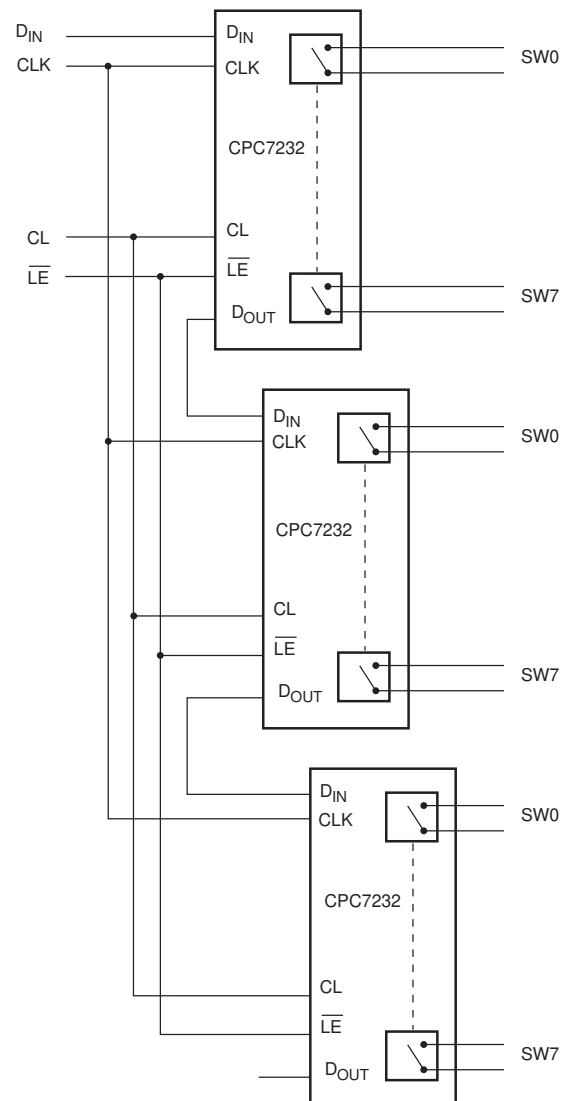 DIN
CLK
CL
LE
DIN
CLK
CPC7232
CL
LE
DOUT
SW0
SW7
DIN
CLK
CPC7232
CL
LE
DOUT
SW0
SW7
DIN
CLK
CPC7232
CL
LE
DOUT
SW0
SW7